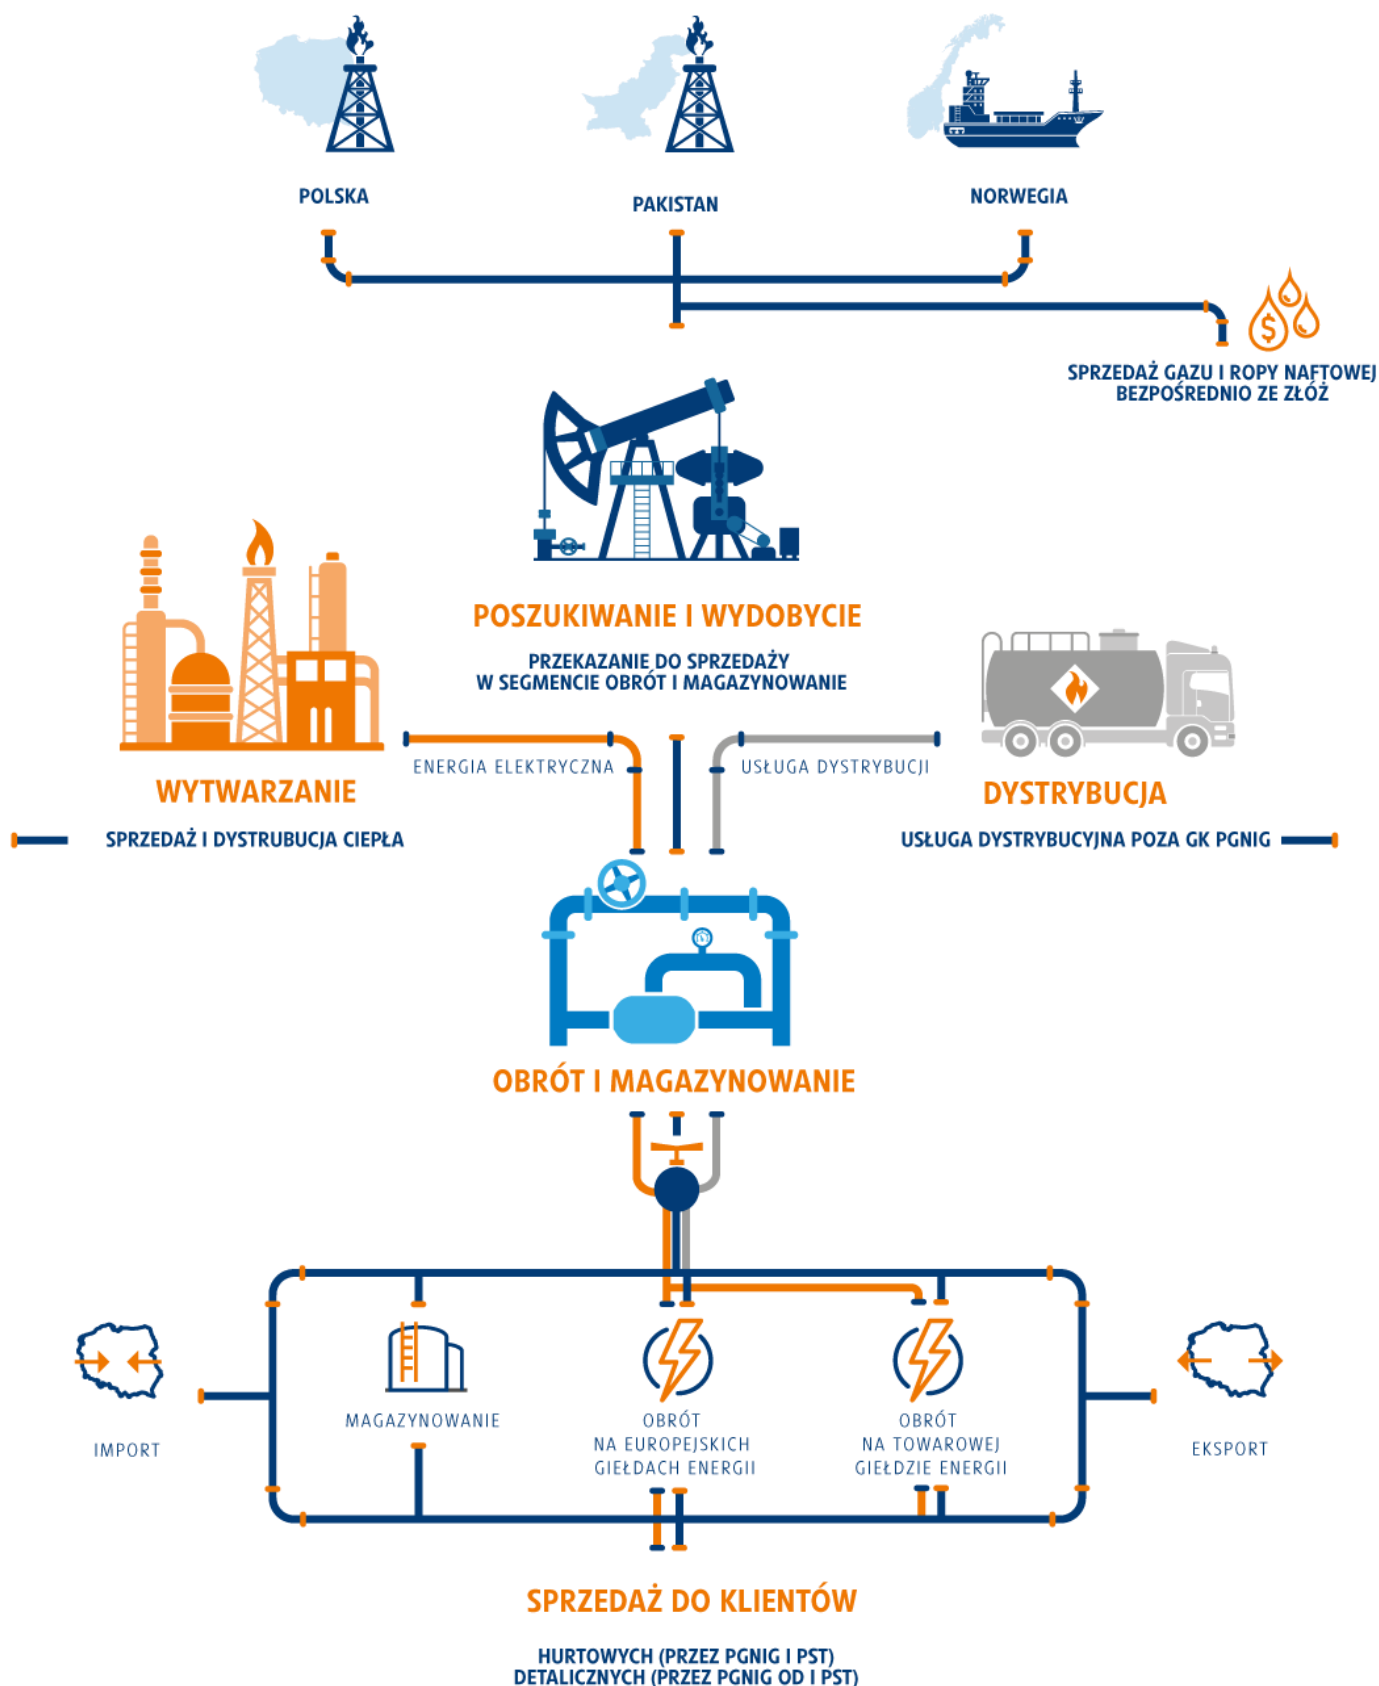 POLSKA
PAKISTAN
NORWEGIA
$
SPRZEDAŻ GAZU I ROPY NAFTOWEJ
BEZPOŚREDNIO ZE ZŁÓŻ
POSZUKIWANIE I WYDOBYCIE
PRZEKAZANIE DO SPRZEDAŻY
W SEGMENCIE OBRÓT I MAGAZYNOWANIE
ENERGIA ELEKTRYCZNA
USŁUGA DYSTRYBUCJI
WYTWARZANIE
DYSTRYBUCJA
SPRZEDAŻ I DYSTRUBUCJA CIEPŁA
USŁUGA DYSTRYBUCYJNA POZA GK PGNIG
OBRÓT I MAGAZYNOWANIE
IMPORT
MAGAZYNOWANIE
OBRÓT
NA EUROPEJSKICH
GIEŁDACH ENERGII
OBRÓT
NA TOWAROWEJ
GIEŁDZIE ENERGII
EKSPORT
SPRZEDAŻ DO KLIENTÓW
HURTOWYCH (PRZEZ PGNIG I PST)
DETALICZNYCH (PRZEZ PGNIG OD I PST)